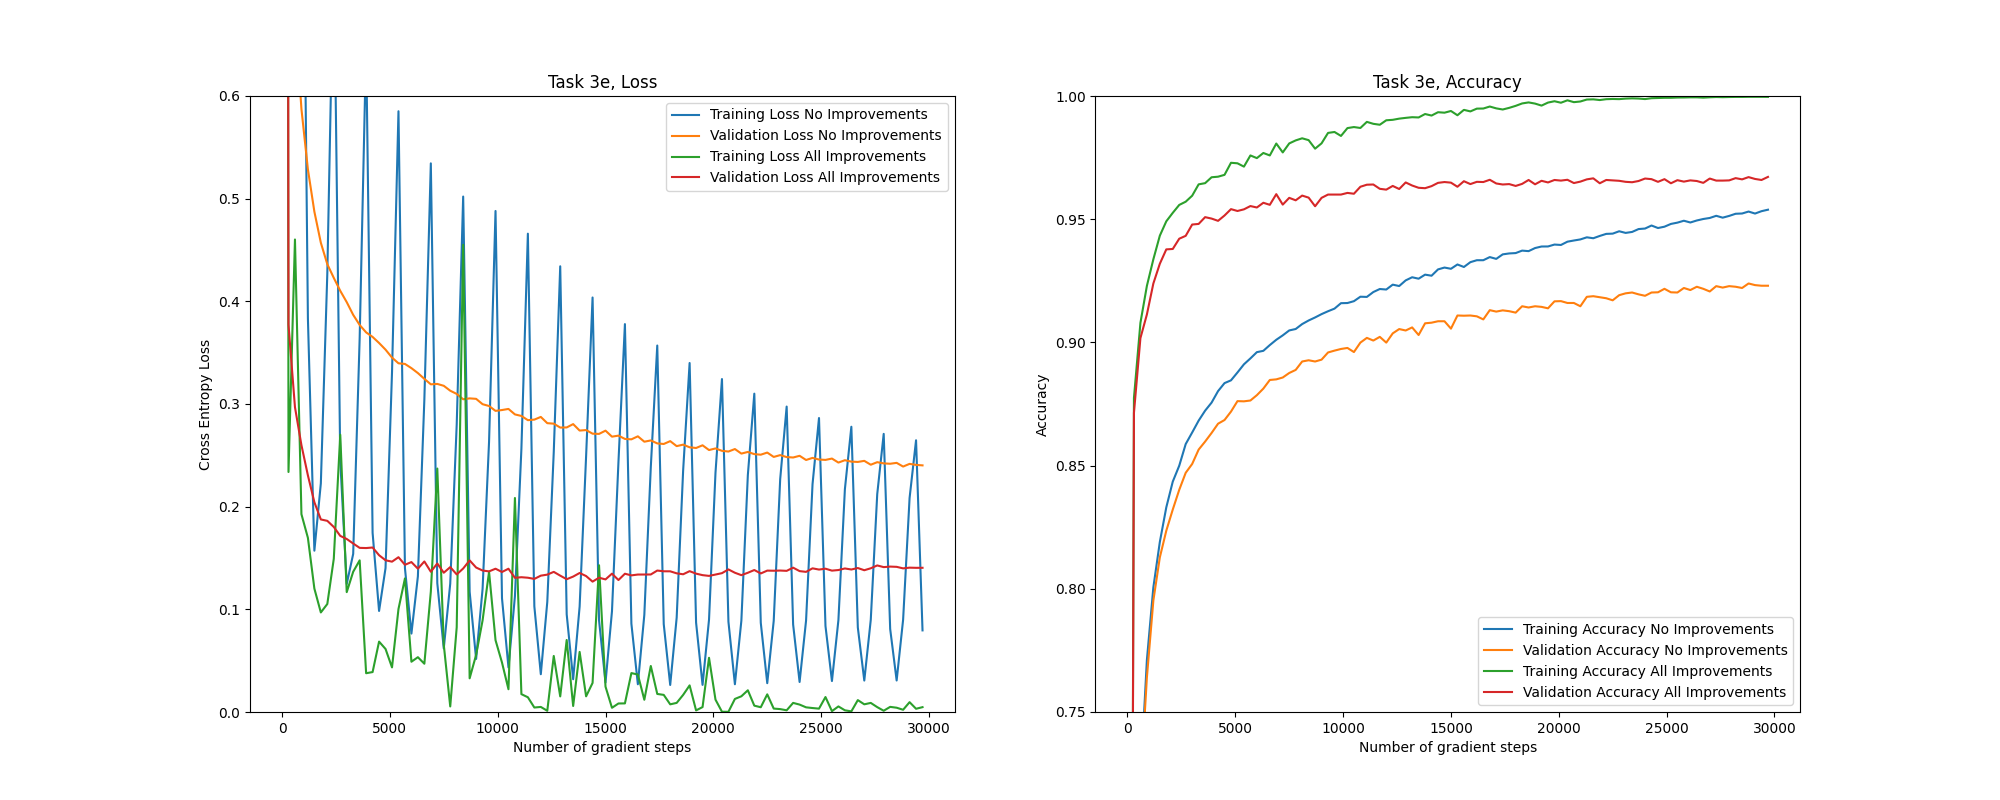 Task 3e, Loss
Cross Entropy Loss
0.6
0.5
0.4
0.3
0.2
0.1
0.0
Training Loss No Improvements
Validation Loss No Improvements
Training Loss All Improvements
Validation Loss All Improvements
0 5000 10000 15000 20000 25000 30000
Number of gradient steps
Task 3e, Accuracy
Accuracy
1.00
0.95
0.90
0.85
0.80
0.75
Training Accuracy No Improvements
Validation Accuracy No Improvements
Training Accuracy All Improvements
Validation Accuracy All Improvements
0 5000 10000 15000 20000 25000 30000
Number of gradient steps